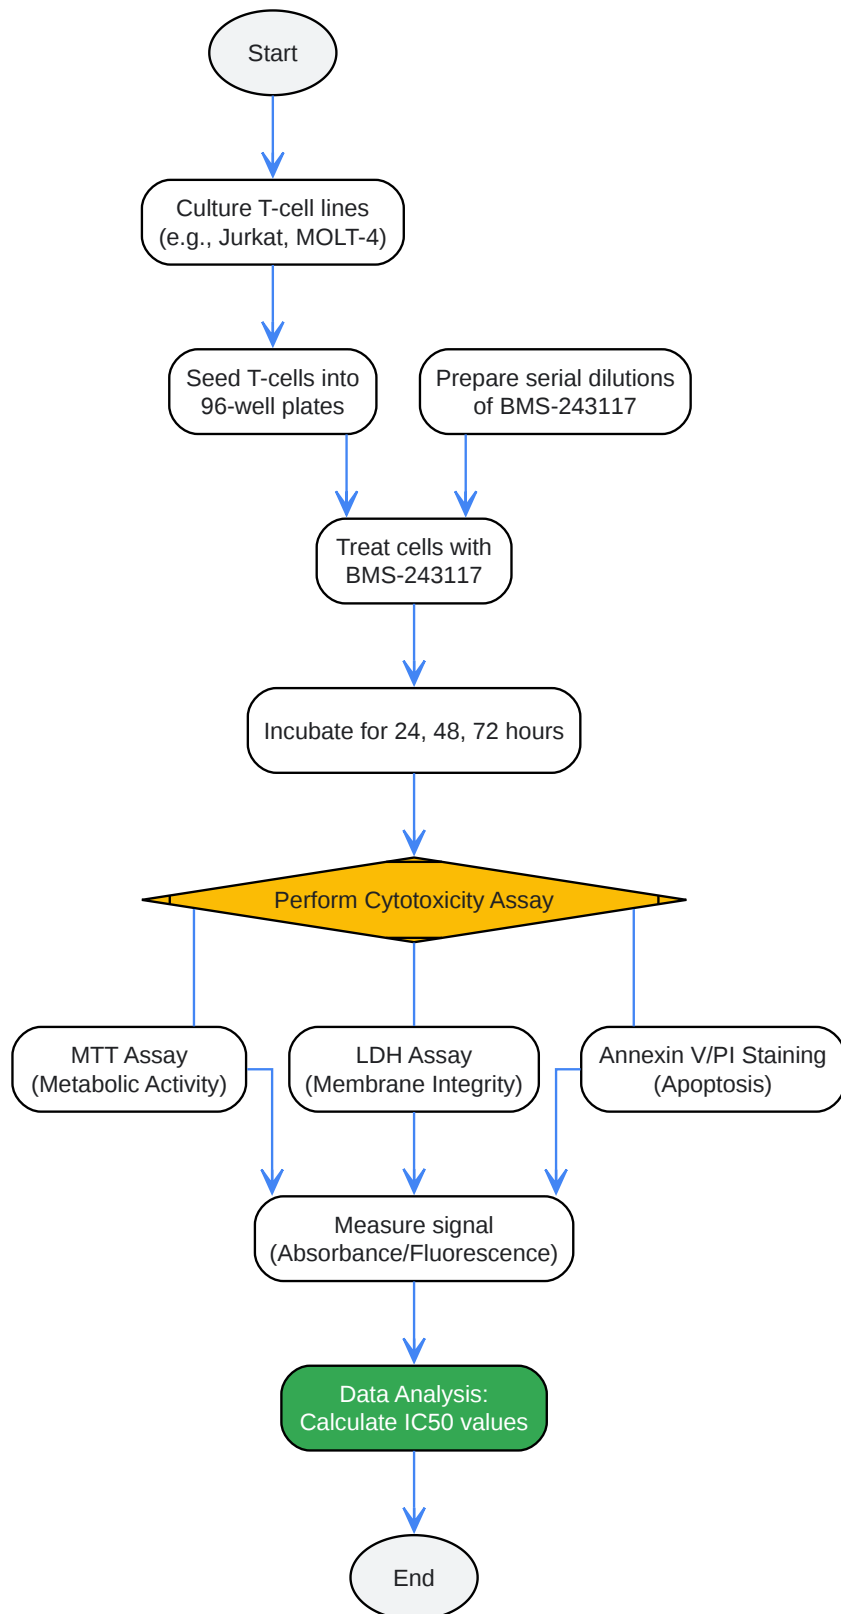 Start
Culture T-cell lines
(e.g., Jurkat, MOLT-4)
Seed T-cells into
96-well plates
Prepare serial dilutions
of BMS-243117
Treat cells with
BMS-243117
Incubate for 24, 48, 72 hours
Perform Cytotoxicity Assay
MTT Assay
(Metabolic Activity)
LDH Assay
(Membrane Integrity)
Annexin V/PI Staining
(Apoptosis)
Measure signal
(Absorbance/Fluorescence)
Data Analysis:
Calculate IC50 values
End